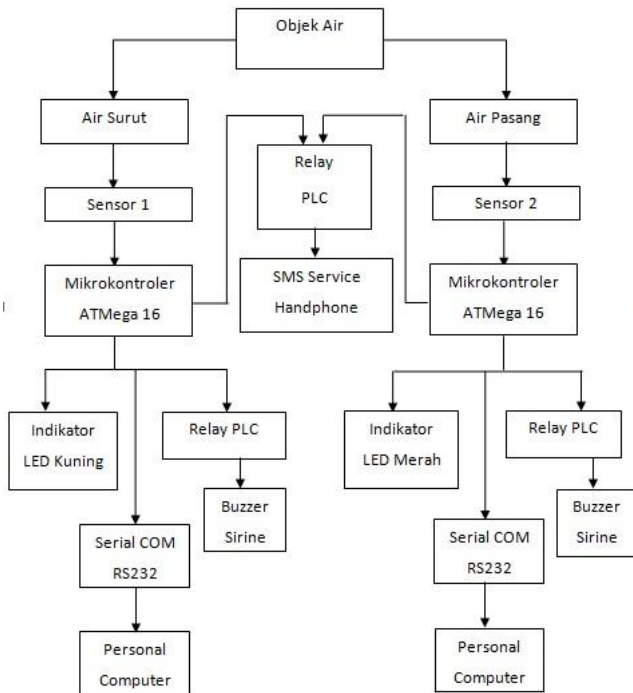 Objek Air
Air Surut
Air Pasang
Relay
PLC
Sensor 1
Sensor 2
Mikrokontroler
ATMega 16
SMS Service
Handphone
Mikrokontroler
ATMega 16
Indikator
LED Kuning
Relay PLC
Indikator
LED Merah
Relay PLC
Buzzer
Sirine
Buzzer
Sirine
Serial COM
RS232
Serial COM
RS232
Personal
Computer
Personal
Computer